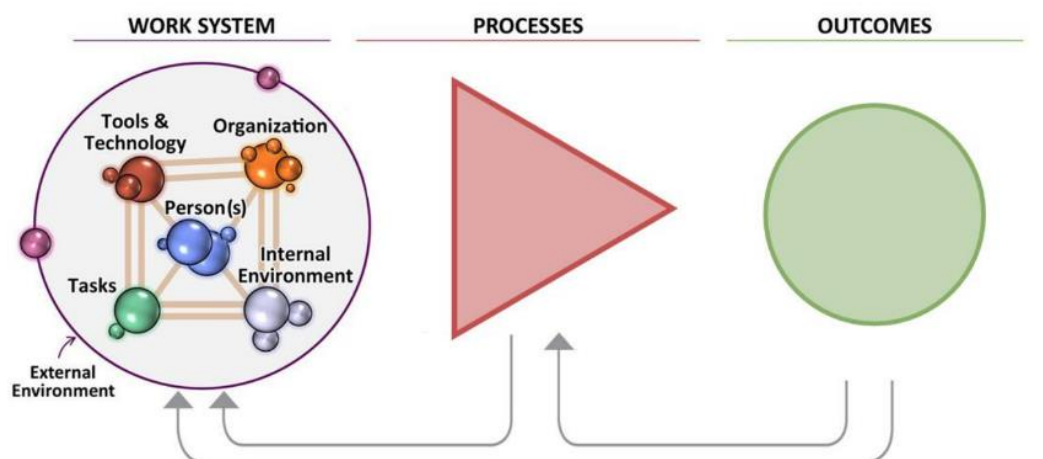 WORK SYSTEM
PROCESSES
OUTCOMES
Tools &
Technology
Organization
Person(s)
Internal
Environment
Tasks
External
Environment